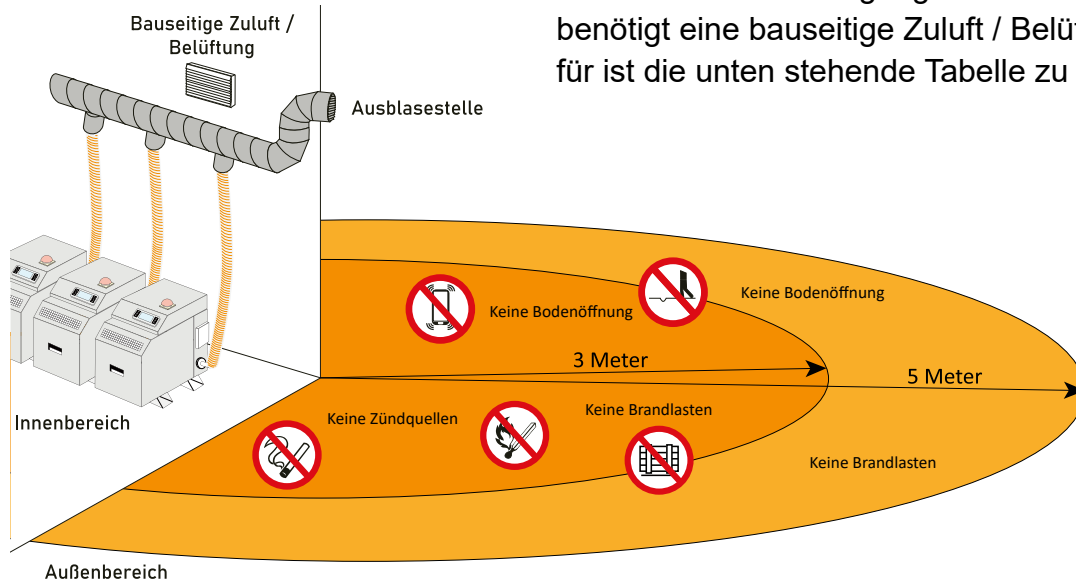 benötigt eine bauseitige Zuluft /
für ist die unten stehende Tabelle zu
Bauseitige Zuluft /
Belüftung
Ausblasestelle
Keine Bodenöffnung
Keine Bodenöffnung
3 Meter
5 Meter
Keine Zündquellen
Keine Brandlasten
Keine Brandlasten
Innenbereich
Außenbereich